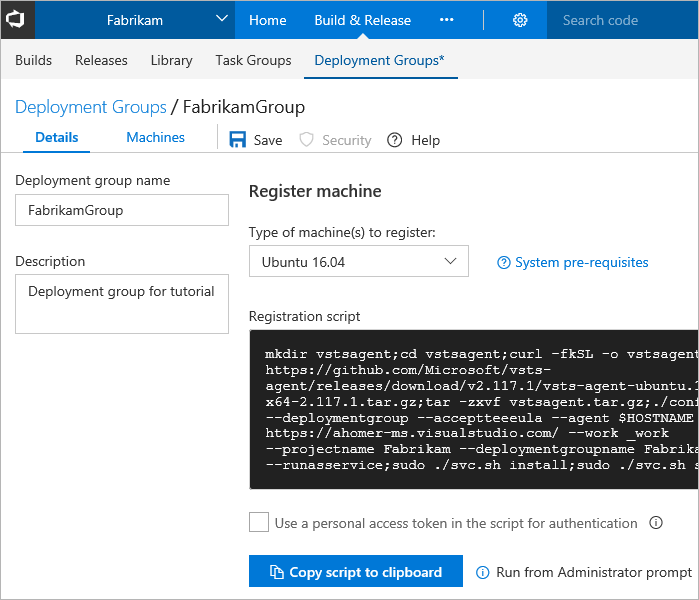 Fabrikam Home Build & Release ••• Search code
Builds Releases Library Task Groups Deployment Groups*
Deployment Groups / FabrikamGroup
Details Machines Save Security Help
Deployment group name
FabrikamGroup
Description
Deployment group for tutorial
Register machine
Type of machine(s) to register:
Ubuntu 16.04 System pre-requisites
Registration script
mkdir vstsagent;cd vstsagent;curl -fkSL -o vstsagent
https://github.com/Microsoft/vsts-
agent/releases/download/v2.117.1/vsts-agent-ubuntu.1
x64-2.117.1.tar.gz;tar -zxvf vstsagent.tar.gz;./conf
--deploymentgroup --acceptteeeula --agent $HOSTNAME
https://ahomer-ms.visualstudio.com/ --work _work
--projectname Fabrikam --deploymentgroupname Fabrika
--runasservice;sudo ./svc.sh install;sudo ./svc.sh s
Use a personal access token in the script for authentication
Copy script to clipboard Run from Administrator prompt